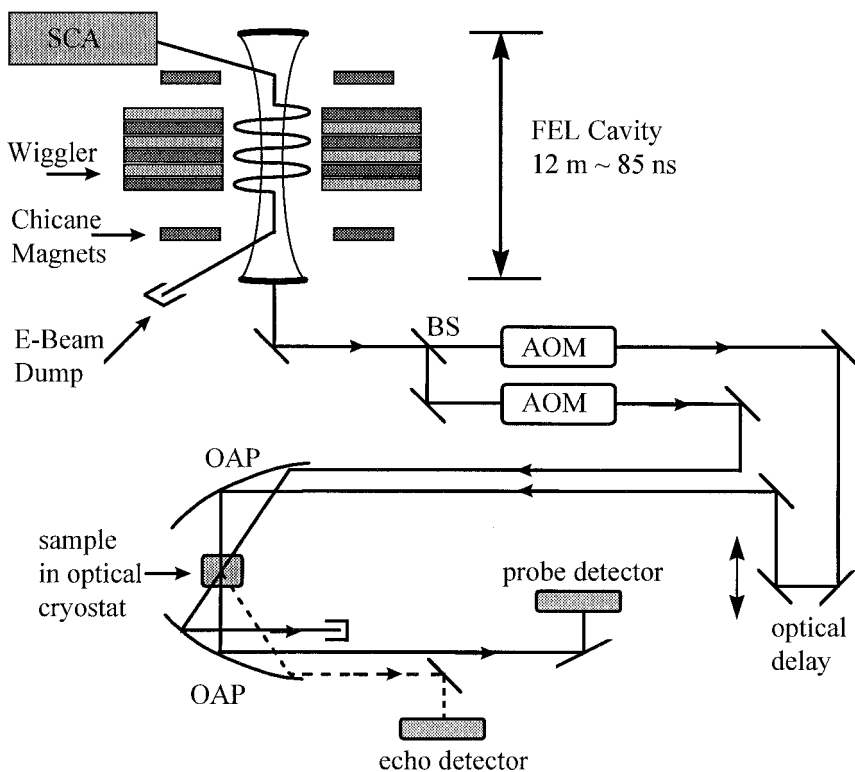 SCA
FEL Cavity
12 m ~ 85 ns
Wiggler
Chicane
Magnets
E-Beam
Dump
BS
AOM
AOM
OAP
sample
in optical
cryostat
probe detector
optical
delay
OAP
echo detector